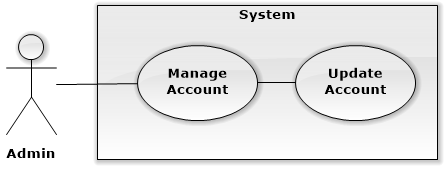 System
Manage
Account
Update
Account
Admin